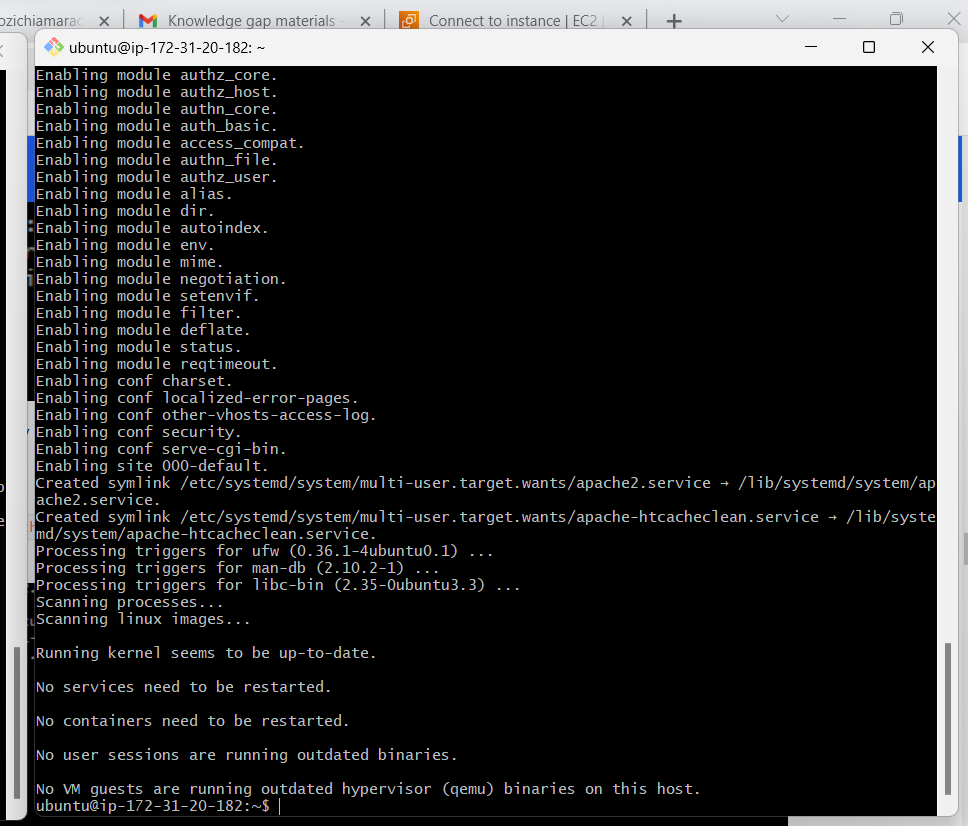 ozichiamarac
Knowledge gap materials
Connect to instance | EC2
ubuntu@ip-172-31-20-182: ~
Enabling module authz_core.
Enabling module authz_host.
Enabling module authn_core.
Enabling module auth_basic.
Enabling module access_compat.
Enabling module authn_file.
Enabling module authz_user.
Enabling module alias.
Enabling module dir.
Enabling module autoindex.
Enabling module env.
Enabling module mime.
Enabling module negotiation.
Enabling module setenvif.
Enabling module filter.
Enabling module deflate.
Enabling module status.
Enabling module reqtimeout.
Enabling conf charset.
Enabling conf localized-error-pages.
Enabling conf other-vhosts-access-log.
Enabling conf security.
Enabling conf serve-cgi-bin.
Enabling site 000-default.
Created symlink /etc/systemd/system/multi-user.target.wants/apache2.service → /lib/systemd/system/ap
ache2.service.
Created symlink /etc/systemd/system/multi-user.target.wants/apache-htcacheclean.service → /lib/syste
md/system/apache-htcacheclean.service.
Processing triggers for ufw (0.36.1-4ubuntu0.1) ...
Processing triggers for man-db (2.10.2-1) ...
Processing triggers for libc-bin (2.35-0ubuntu3.3) ...
Scanning processes...
Scanning linux images...
Running kernel seems to be up-to-date.
No services need to be restarted.
No containers need to be restarted.
No user sessions are running outdated binaries.
No VM guests are running outdated hypervisor (qemu) binaries on this host.
ubuntu@ip-172-31-20-182:~$